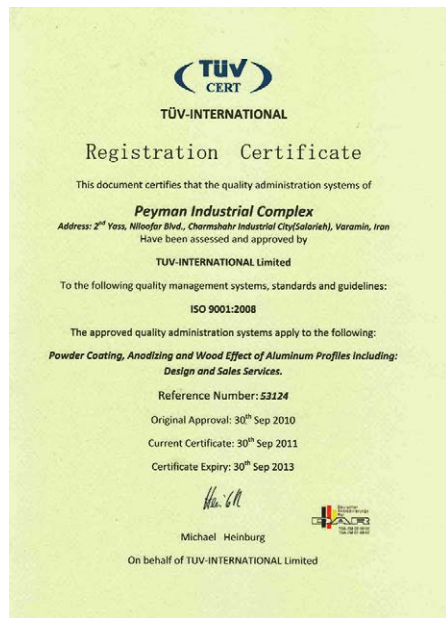 TÜV
CERT
TÜV-INTERNATIONAL
Registration Certificate
This document certifies that the quality administration systems of
Peyman Industrial Complex
Address: 2nd Yass, Niloofar Blvd., Charmshahr Industrial City(Salarieh), Varamin, Iran
Have been assessed and approved by
TUV-INTERNATIONAL Limited
To the following quality management systems, standards and guidelines:
ISO 9001:2008
The approved quality administration systems apply to the following:
Powder Coating, Anodizing and Wood Effect of Aluminum Profiles including:
Design and Sales Services.
Reference Number: 53124
Original Approval: 30th Sep 2010
Current Certificate: 30th Sep 2011
Certificate Expiry: 30th Sep 2013
DAR
Michael Heinburg
On behalf of TUV-INTERNATIONAL Limited